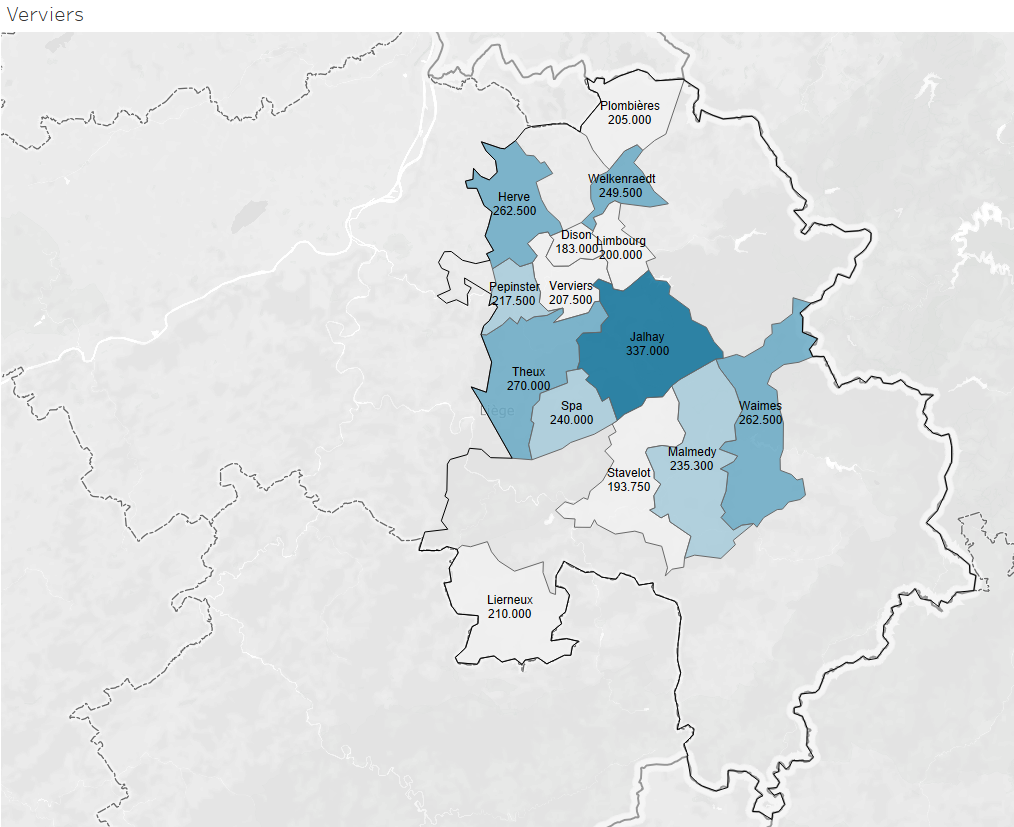 Verviers
Plombières
205.000
Welkenraedt
249.500
Herve
262.500
Dison
183.000
Limbourg
200.000
Pepinster
217.500
Verviers
207.500
Jalhay
337.000
Theux
270.000
Liège
Spa
240.000
Waimes
262.500
Malmedy
235.300
Stavelot
193.750
Lierneux
210.000